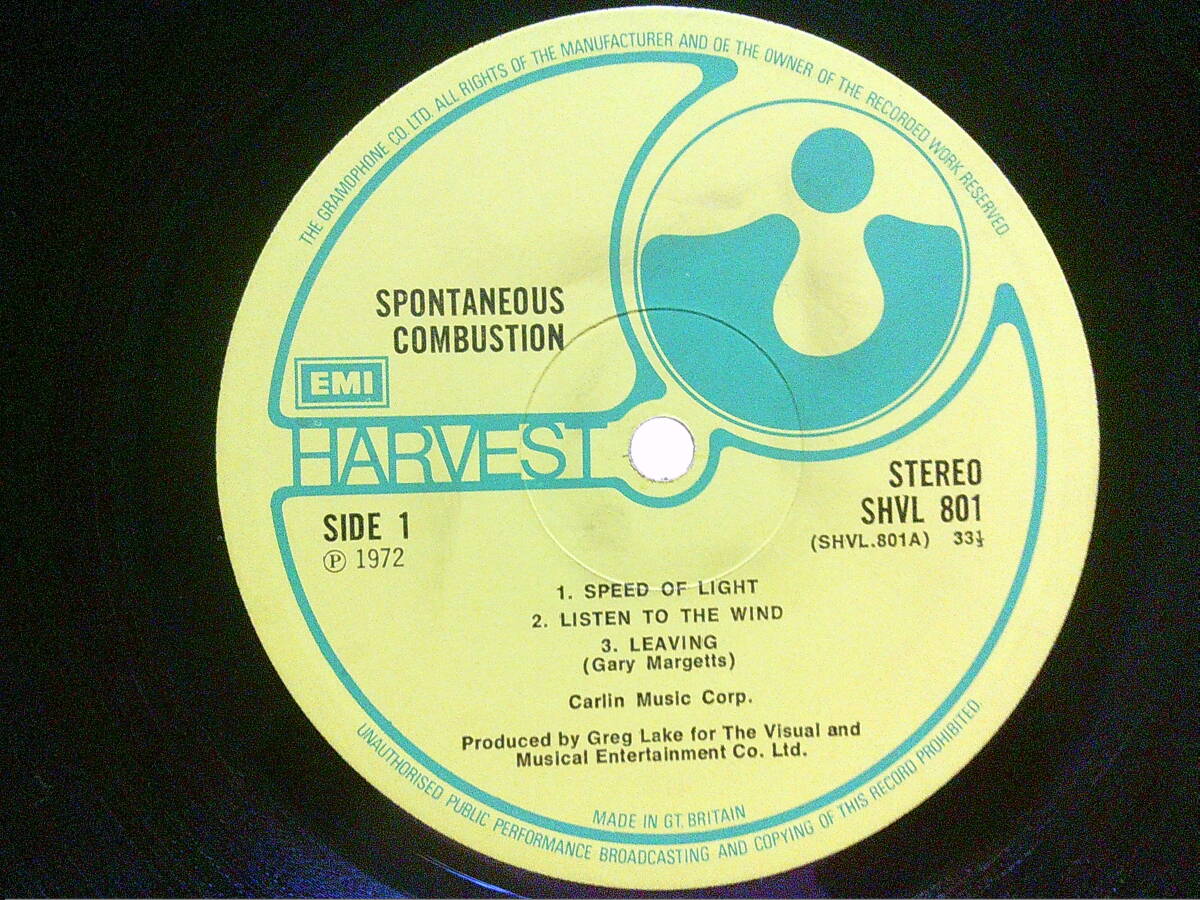 THE GRAMOPHONE CO. LTD. ALL RIGHTS OF THE MANUFACTURER AND OF THE OWNER OF THE RECORDED WORK RESERVED.
SPONTANEOUS
COMBUSTION
EMI
HARVEST
STEREO
SHVL 801
(SHVL.801A) 33⅓
SIDE 1
℗ 1972
1. SPEED OF LIGHT
2. LISTEN TO THE WIND
3. LEAVING
(Gary Margetts)
Carlin Music Corp.
Produced by Greg Lake for The Visual and
Musical Entertainment Co. Ltd.
MADE IN GT. BRITAIN
UNAUTHORISED PUBLIC PERFORMANCE BROADCASTING AND COPYING OF THIS RECORD PROHIBITED.